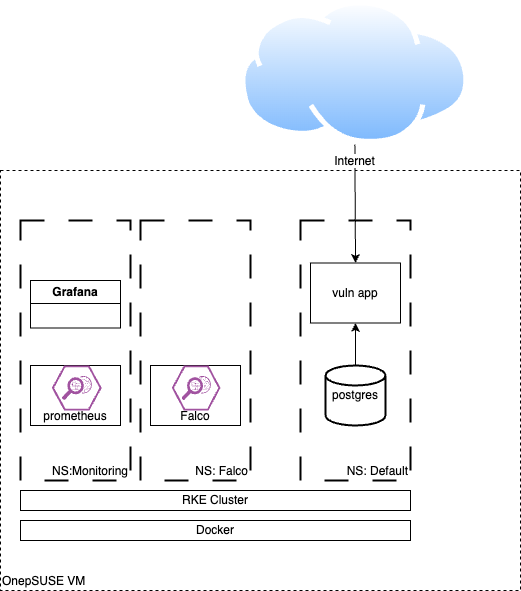 Internet
Grafana
vuln app
prometheus
Falco
postgres
NS:Monitoring
NS: Falco
NS: Default
RKE Cluster
Docker
OnepSUSE VM